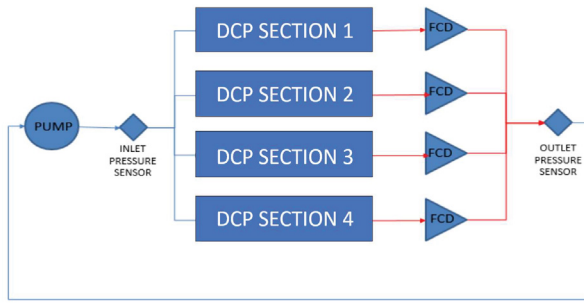 DCP SECTION 1
FCD
DCP SECTION 2
FCD
PUMP
INLET
PRESSURE
SENSOR
DCP SECTION 3
FCD
OUTLET
PRESSURE
SENSOR
DCP SECTION 4
FCD